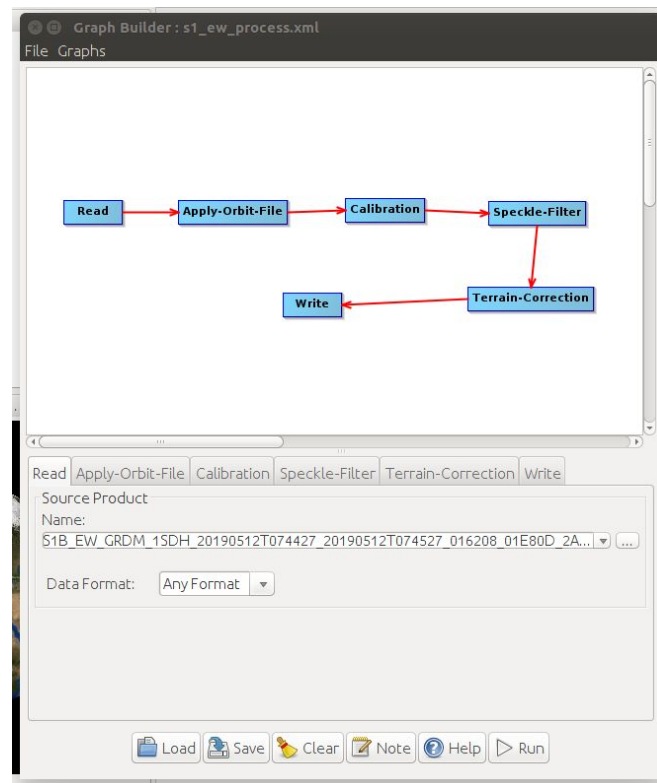 Graph Builder : s1_ew_process.xml
File Graphs
Read
Apply-Orbit-File
Calibration
Speckle-Filter
Write
Terrain-Correction
Read Apply-Orbit-File Calibration Speckle-Filter Terrain-Correction Write
Source Product
Name:
S1B_EW_GRDM_1SDH_20190512T074427_20190512T074527_016208_01E80D_2A... ...
Data Format: Any Format
Load Save Clear Note Help Run